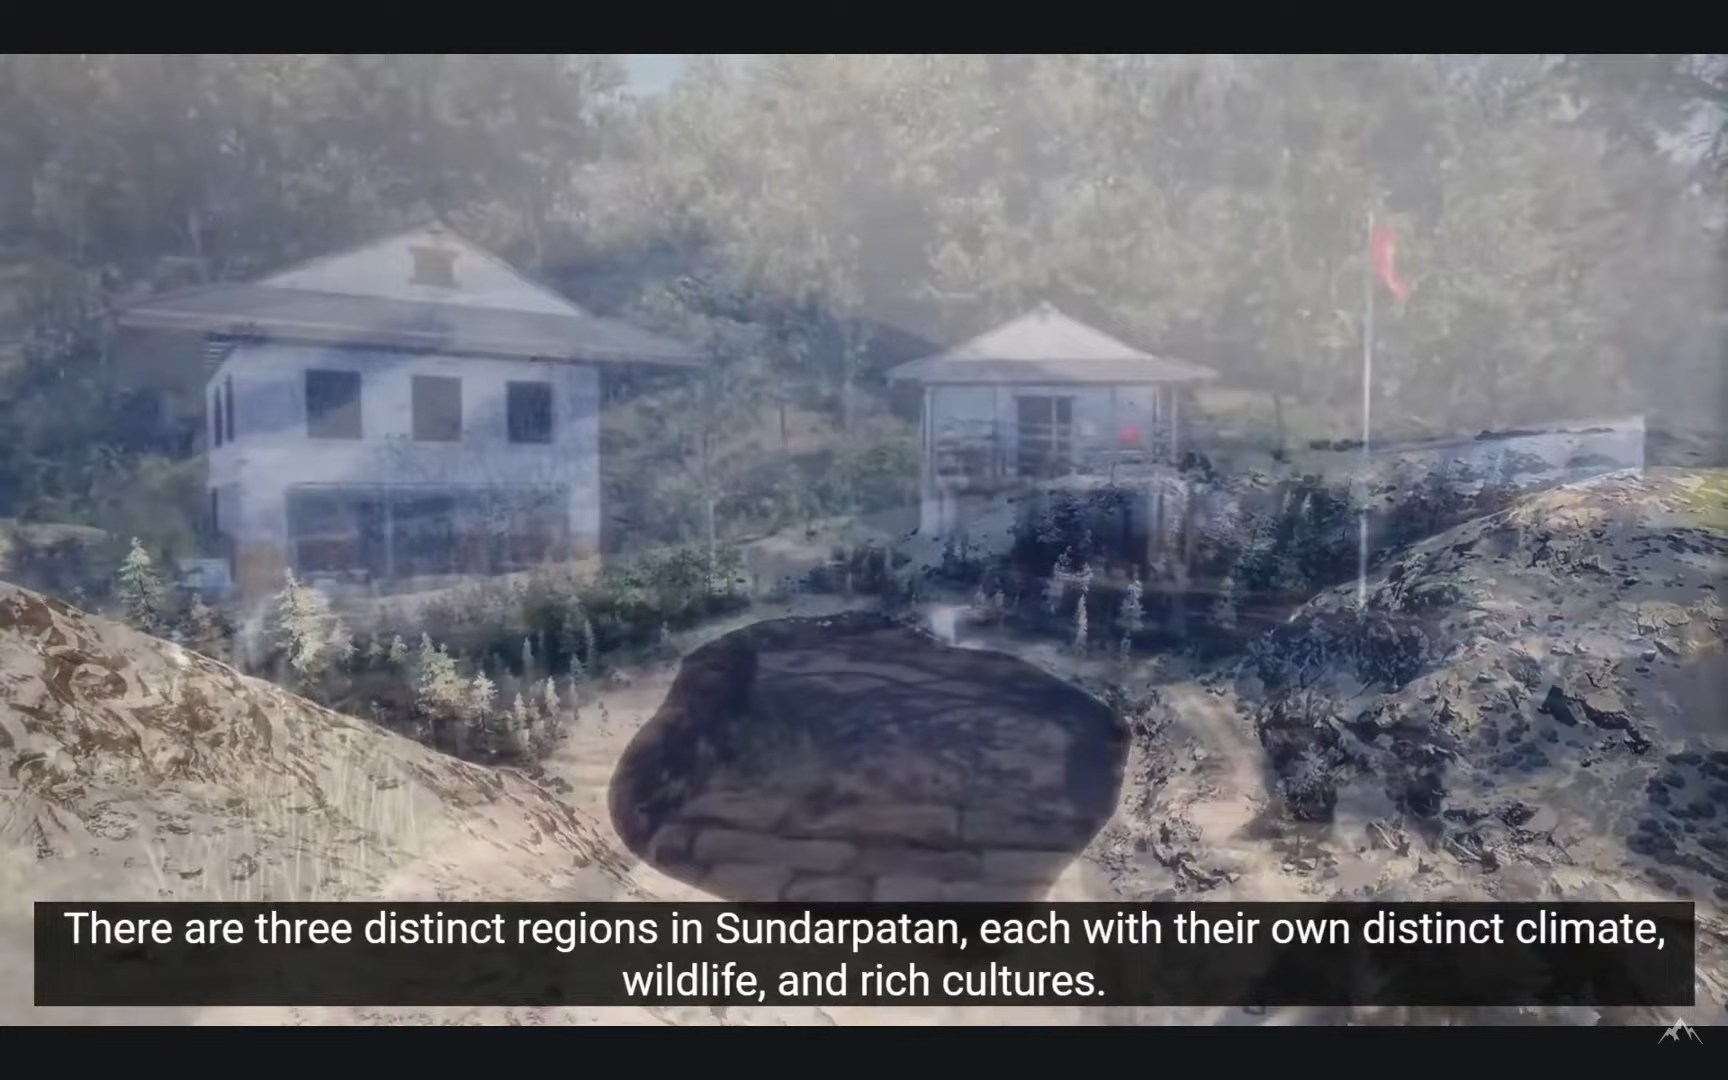 There are three distinct regions in Sundarpatan, each with their own distinct climate,
wildlife, and rich cultures.